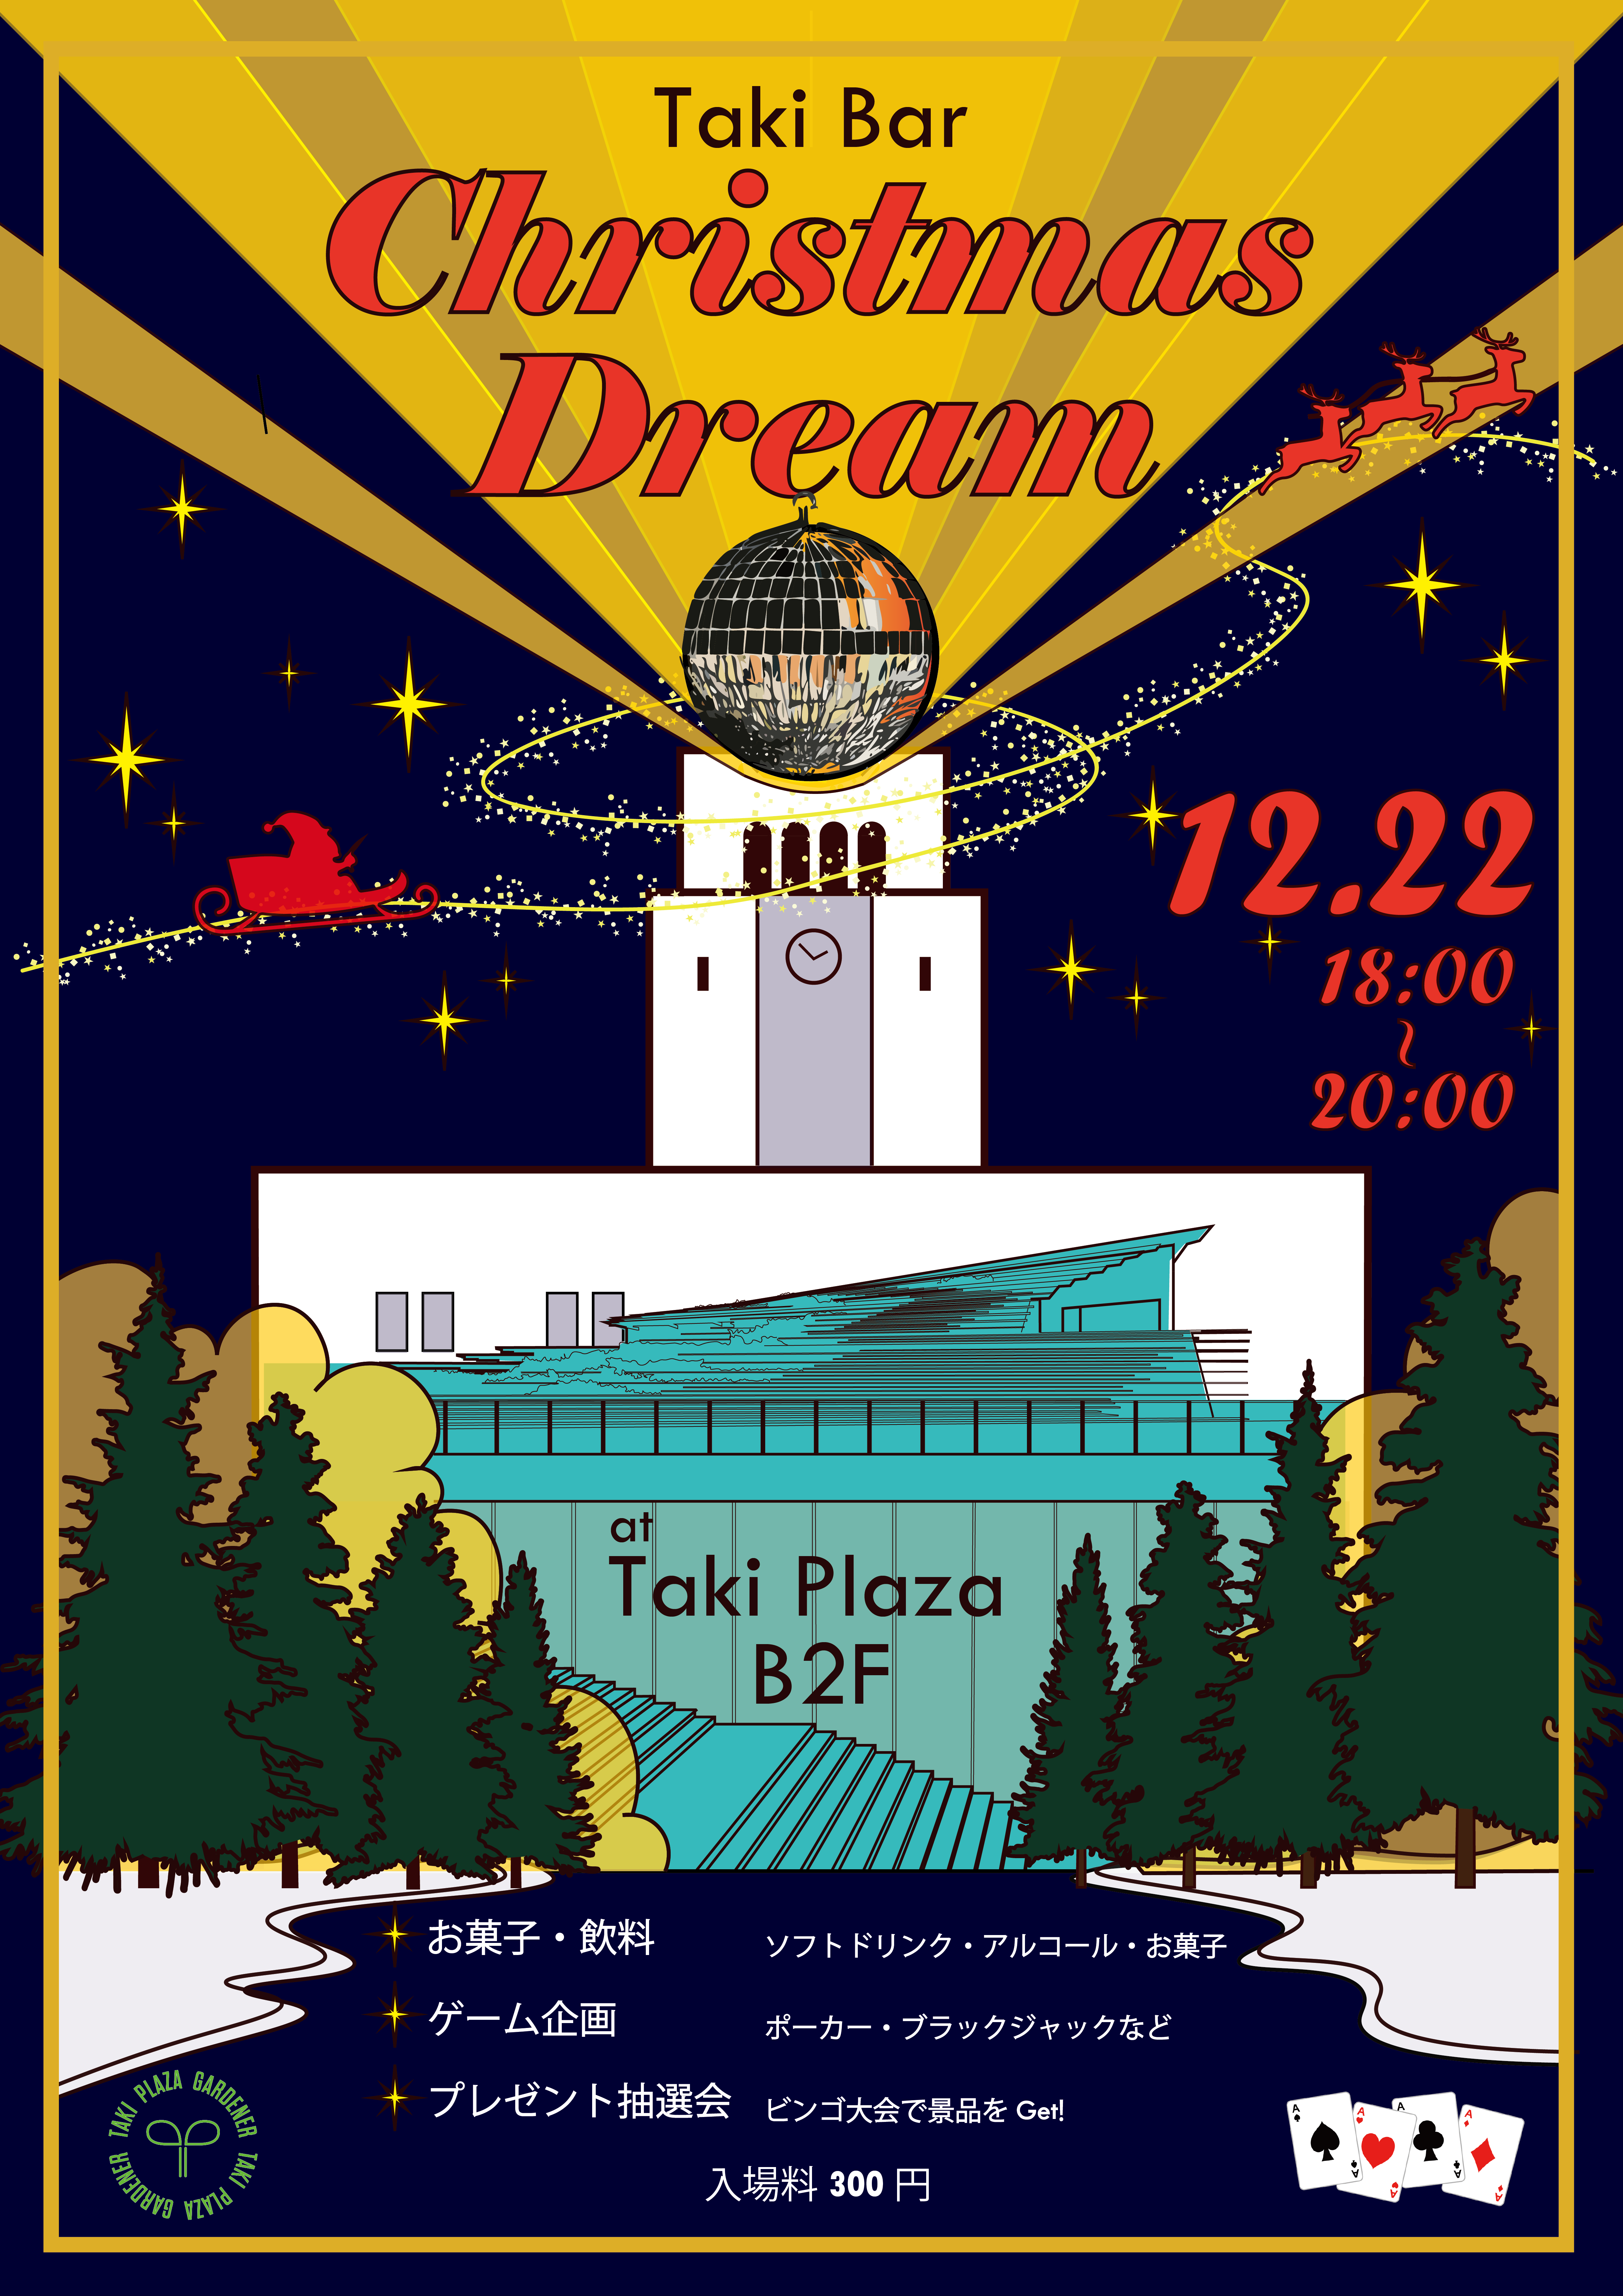 Taki Bar
Christmas
Dream
12.22
18:00
~
20:00
at
Taki Plaza
B2F
お菓子・飲料 ソフトドリンク・アルコール・お菓子
ゲーム企画 ポーカー・ブラックジャックなど
プレゼント抽選会 ビンゴ大会で景品を Get!
入場料 300 円
TAKI PLAZA GARDENER TAKI PLAZA GARDENER
A A A A
A A A A